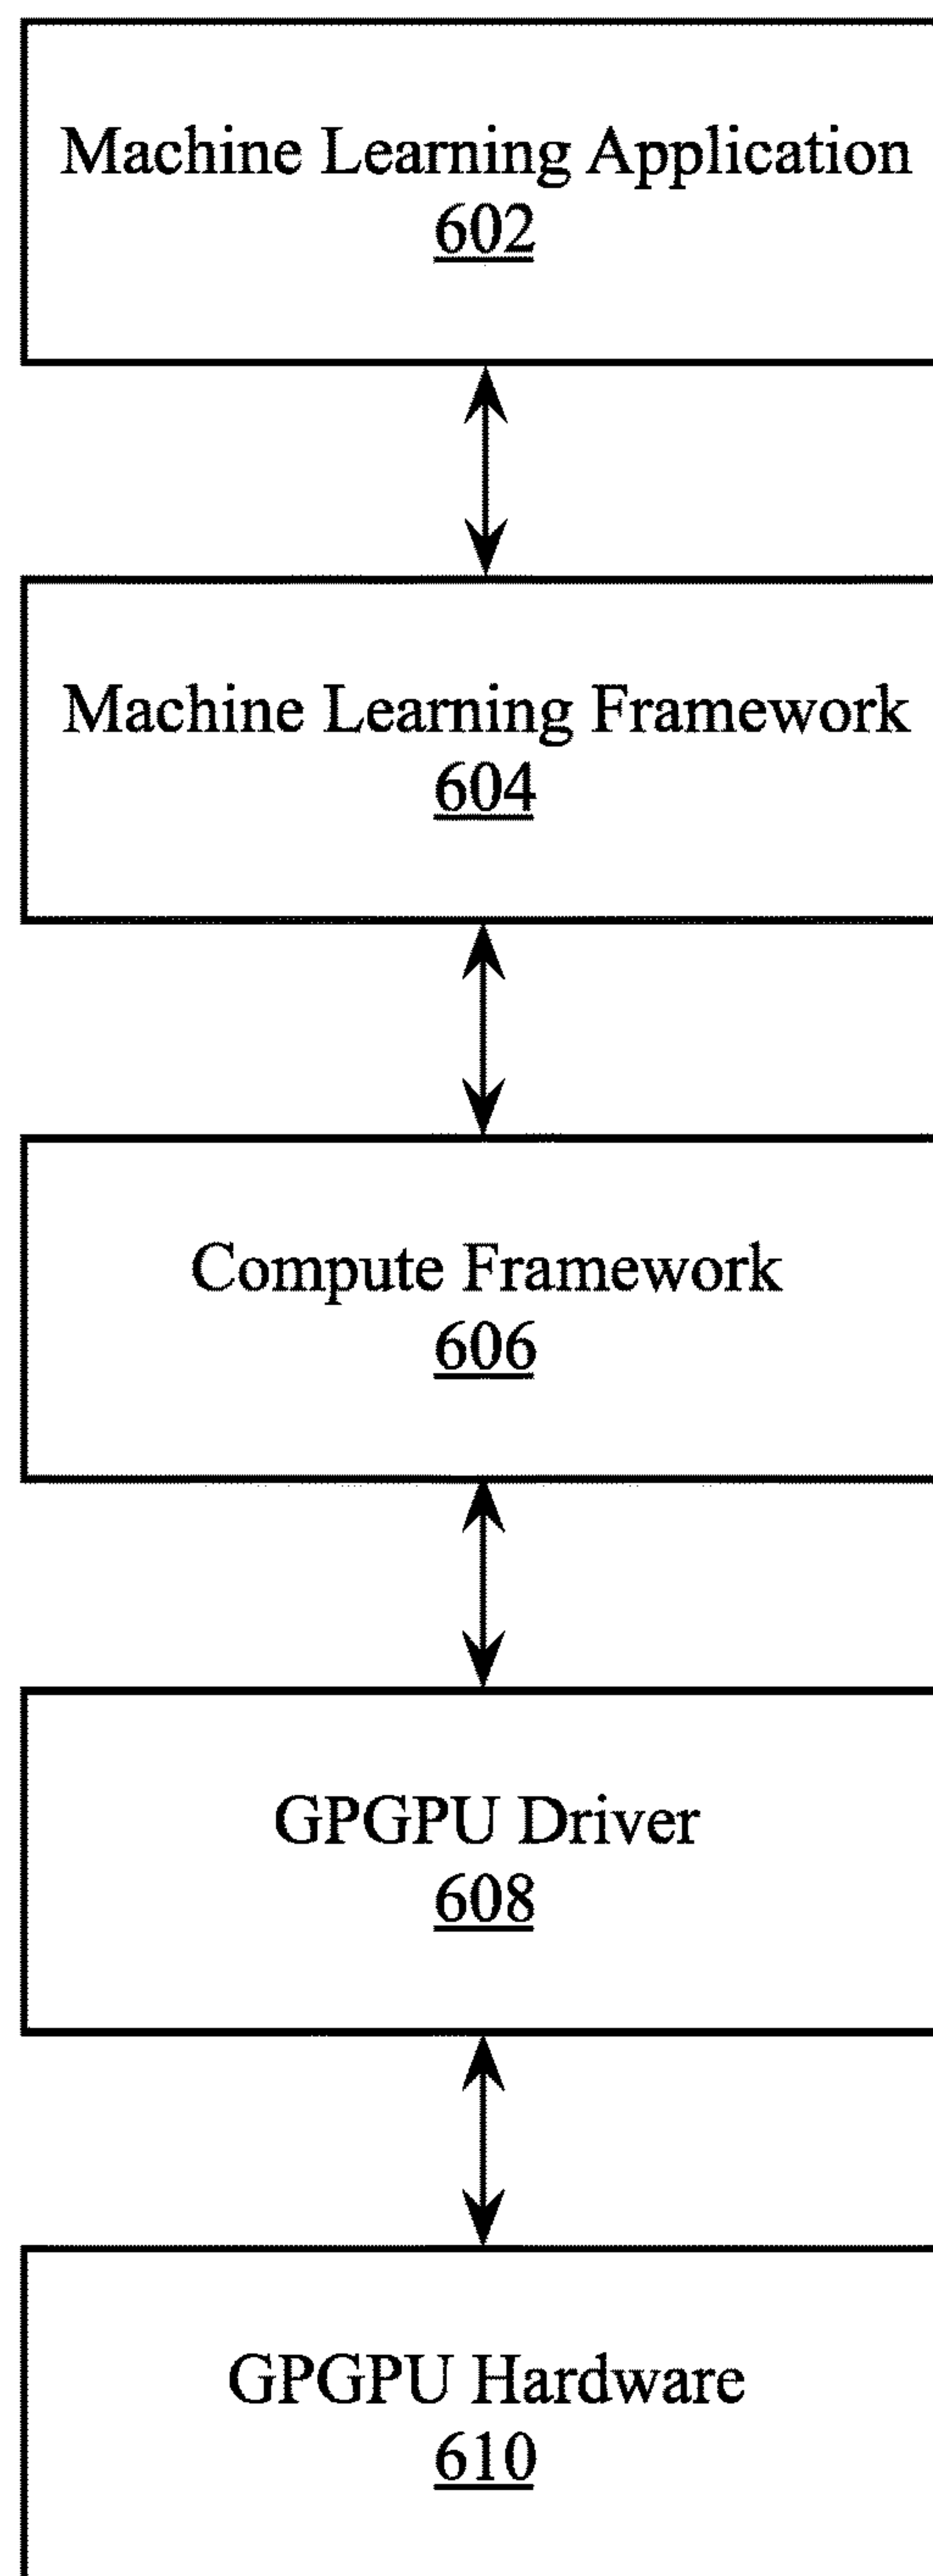 Machine Learning Application
602
Machine Learning Framework
604
Compute Framework
606
GPGPU Driver
608
GPGPU Hardware
610